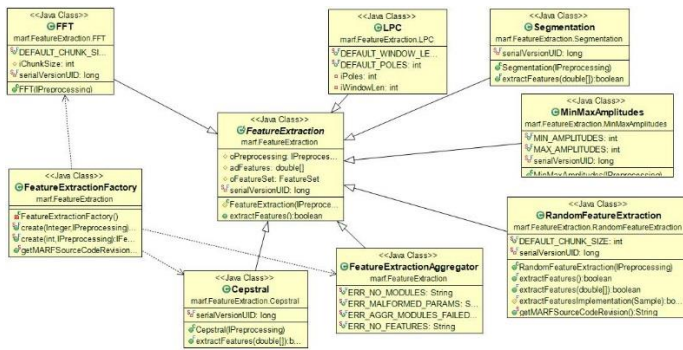 <<Java Class>>
FFT
marf.FeatureExtraction.FFT
DEFAULT_CHUNK_SI...
iChunkSize: int
serialVersionUID: long
FFT(IPreprocessing)
<<Java Class>>
LPC
marf.FeatureExtraction.LPC
DEFAULT_WINDOW_LE...
DEFAULT_POLES: int
iPoles: int
iWindowLen: int
<<Java Class>>
Segmentation
marf.FeatureExtraction.Segmentation
serialVersionUID: long
Segmentation(IPreprocessing)
extractFeatures(double[]):boolean
<<Java Class>>
FeatureExtraction
marf.FeatureExtraction
oPreprocessing: IPreproces...
adFeatures: double[]
oFeatureSet: FeatureSet
serialVersionUID: long
FeatureExtraction(IPreproce...
extractFeatures():boolean
<<Java Class>>
MinMaxAmplitudes
marf.FeatureExtraction.MinMaxAmplitudes
MIN_AMPLITUDES: int
MAX_AMPLITUDES: int
serialVersionUID: long
MinMaxAmplitudes(IPreprocessing)
<<Java Class>>
FeatureExtractionFactory
marf.FeatureExtraction
FeatureExtractionFactory()
create(Integer,IPreprocessing)...
create(int,IPreprocessing):IFe...
getMARFSourceCodeRevision...
<<Java Class>>
RandomFeatureExtraction
marf.FeatureExtraction.RandomFeatureExtraction
DEFAULT_CHUNK_SIZE: int
serialVersionUID: long
RandomFeatureExtraction(IPreprocessing)
extractFeatures():boolean
extractFeatures(double[]):boolean
extractFeaturesImplementation(Sample):bo...
getMARFSourceCodeRevision():String
<<Java Class>>
Cepstral
marf.FeatureExtraction.Cepstral
serialVersionUID: long
Cepstral(IPreprocessing)
extractFeatures(double[]):b...
<<Java Class>>
FeatureExtractionAggregator
marf.FeatureExtraction
ERR_NO_MODULES: String
ERR_MALFORMED_PARAMS: S...
ERR_AGGR_MODULES_FAILED...
ERR_NO_FEATURES: String